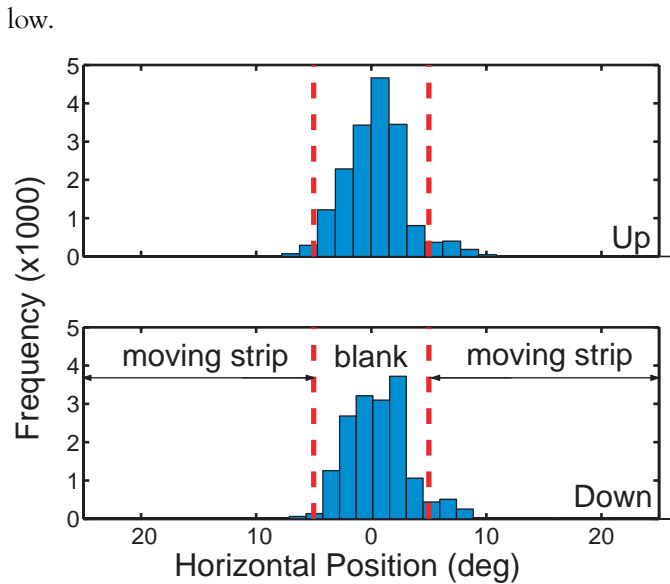 low.
5
4
3
2
1
0
Up
Frequency (x1000)
5
4
3
2
1
0
moving strip blank moving strip
Down
20 10 0 10 20
Horizontal Position (deg)